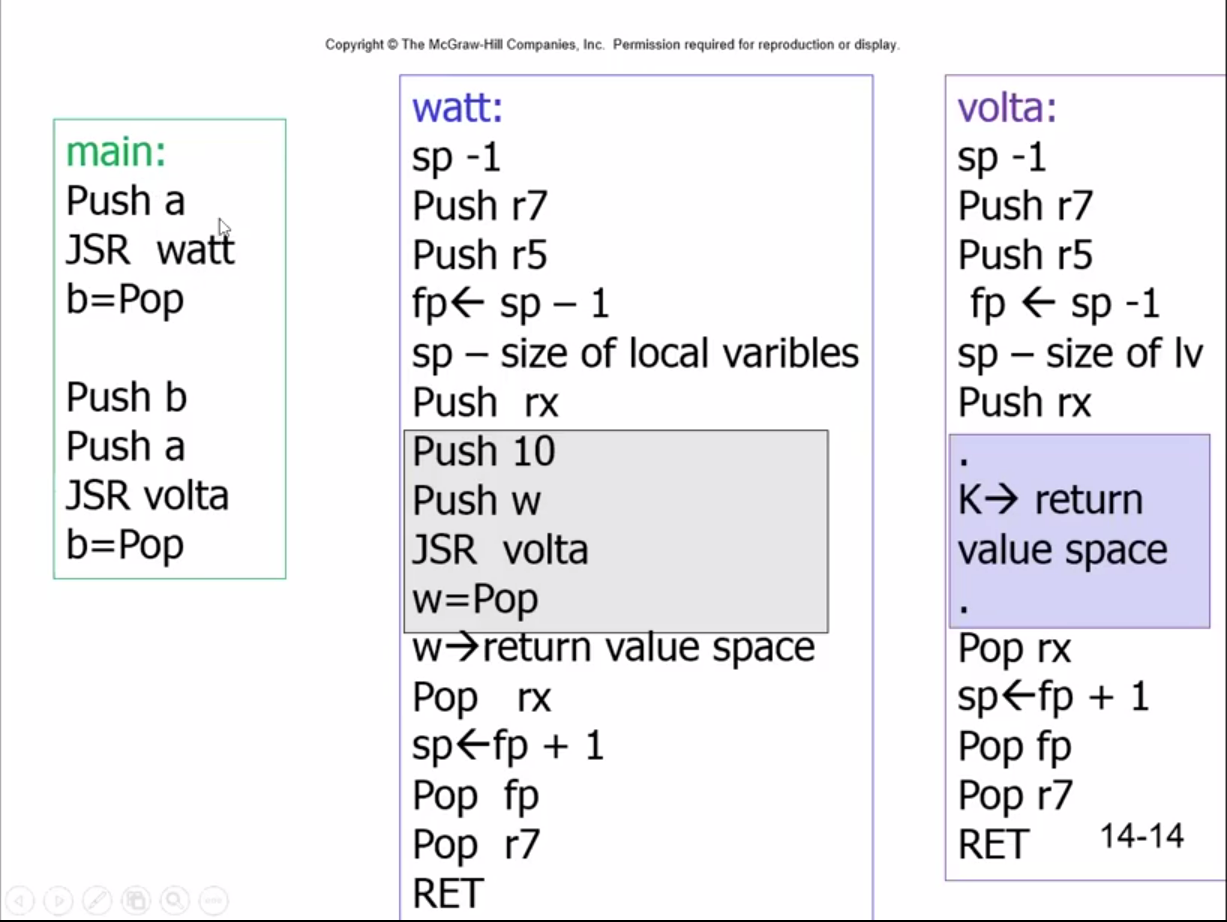 Copyright © The McGraw-Hill Companies, Inc. Permission required for reproduction or display.
main:
Push a
JSR watt
b=Pop
Push b
Push a
JSR volta
b=Pop
watt:
sp -1
Push r7
Push r5
fp← sp – 1
sp – size of local varibles
Push rx
Push 10
Push w
JSR volta
w=Pop
w→return value space
Pop rx
sp←fp + 1
Pop fp
Pop r7
RET
volta:
sp -1
Push r7
Push r5
fp ← sp -1
sp – size of lv
Push rx
.
K→ return
value space
.
Pop rx
sp←fp + 1
Pop fp
Pop r7
RET
14-14